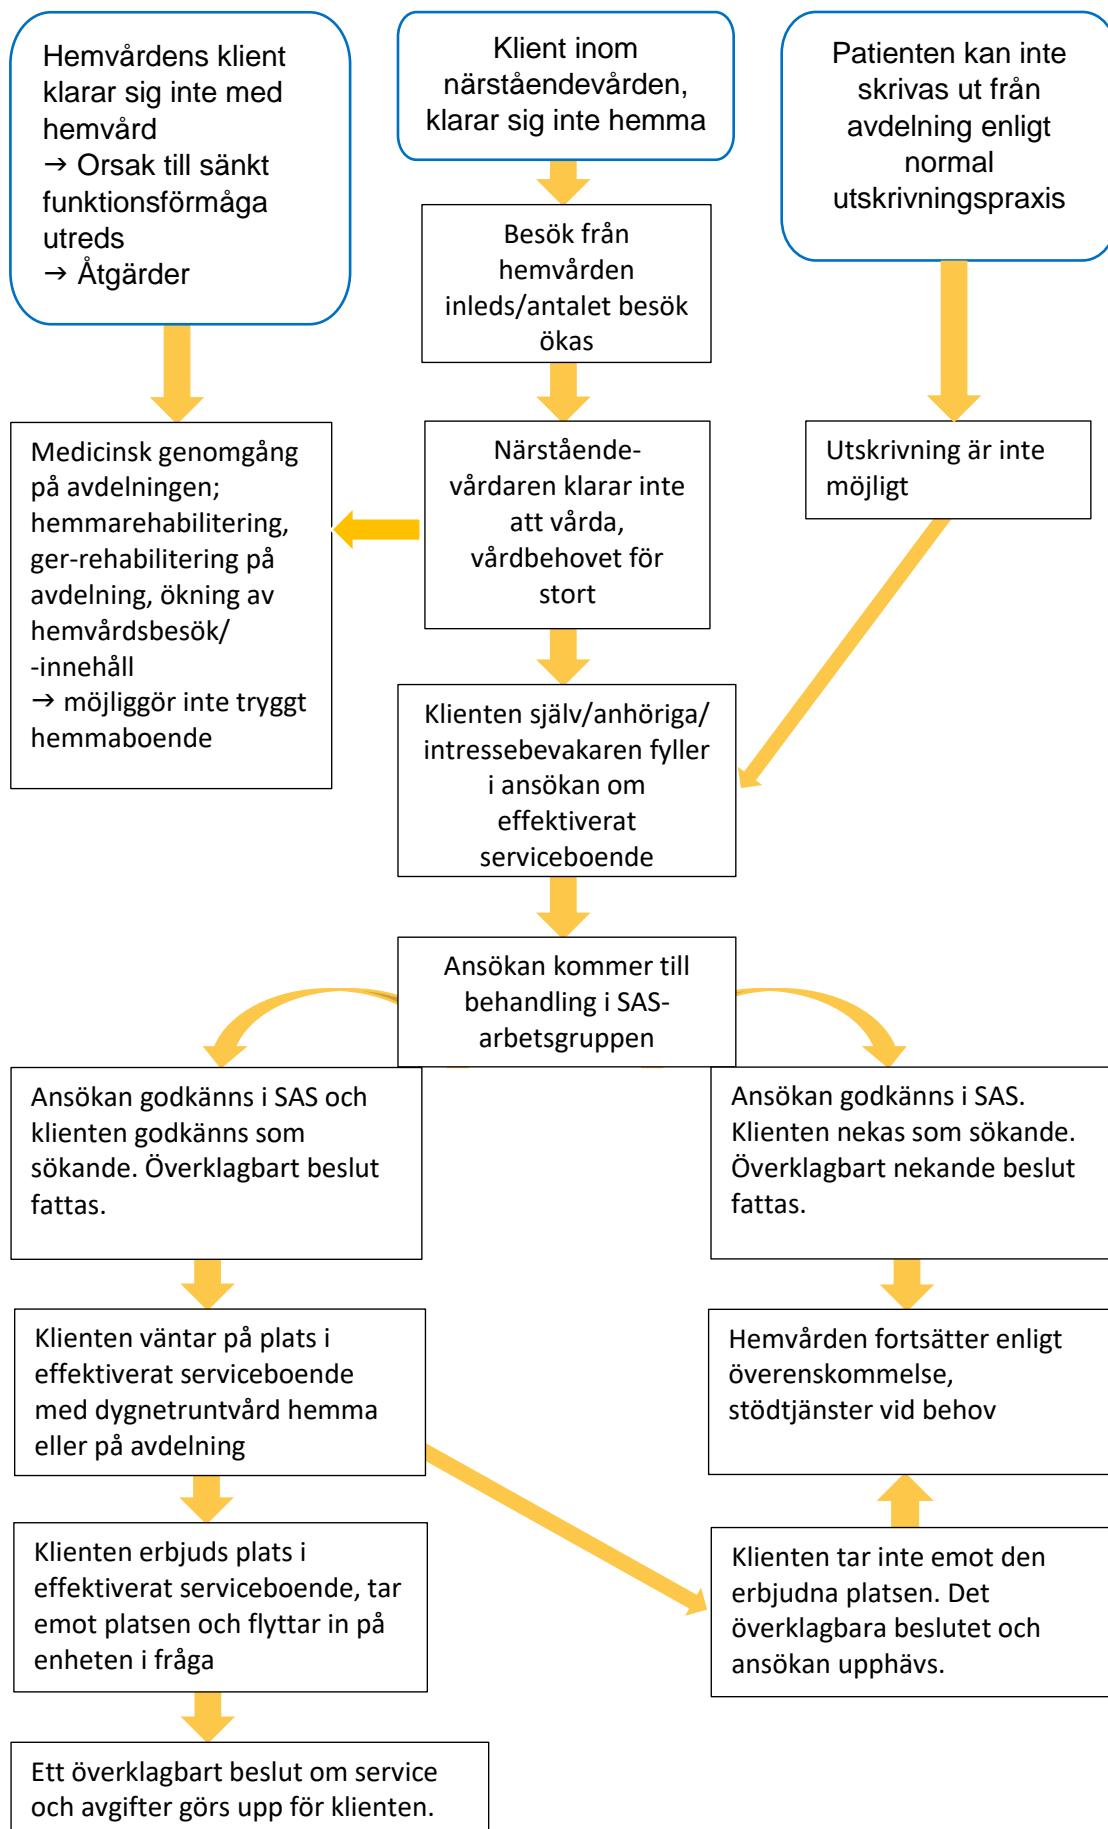 Hemvårdens klient
klarar sig inte med
hemvård
→ Orsak till sänkt
funktionsförmåga
utreds
→ Åtgärder
Klient inom
närståendevården,
klarar sig inte hemma
Patienten kan inte
skrivas ut från
avdelning enligt
normal
utskrivningspraxis
Besök från
hemvården
inleds/antalet besök
ökas
Medicinsk genomgång
på avdelningen;
hemmarehabilitering,
ger-rehabilitering på
avdelning, ökning av
hemvårdsbesök/
-innehåll
→ möjliggör inte tryggt
hemmaboende
Närstående-
vårdaren klarar inte
att vårda,
vårdbehovet för
stort
Utskrivning är inte
möjligt
Klienten själv/anhöriga/
intressebevakaren fyller
i ansökan om
effektiverat
serviceboende
Ansökan kommer till
behandling i SAS-
arbetsgruppen
Ansökan godkänns i SAS och
klienten godkänns som
sökande. Överklagbart beslut
fattas.
Ansökan godkänns i SAS.
Klienten nekas som sökande.
Överklagbart nekande beslut
fattas.
Klienten väntar på plats i
effektiverat serviceboende
med dygnetruntvård hemma
eller på avdelning
Hemvården fortsätter enligt
överenskommelse,
stödtjänster vid behov
Klienten erbjuds plats i
effektiverat serviceboende, tar
emot platsen och flyttar in på
enheten i fråga
Klienten tar inte emot den
erbjudna platsen. Det
överklagbara beslutet och
ansökan upphävs.
Ett överklagbart beslut om service
och avgifter görs upp för klienten.